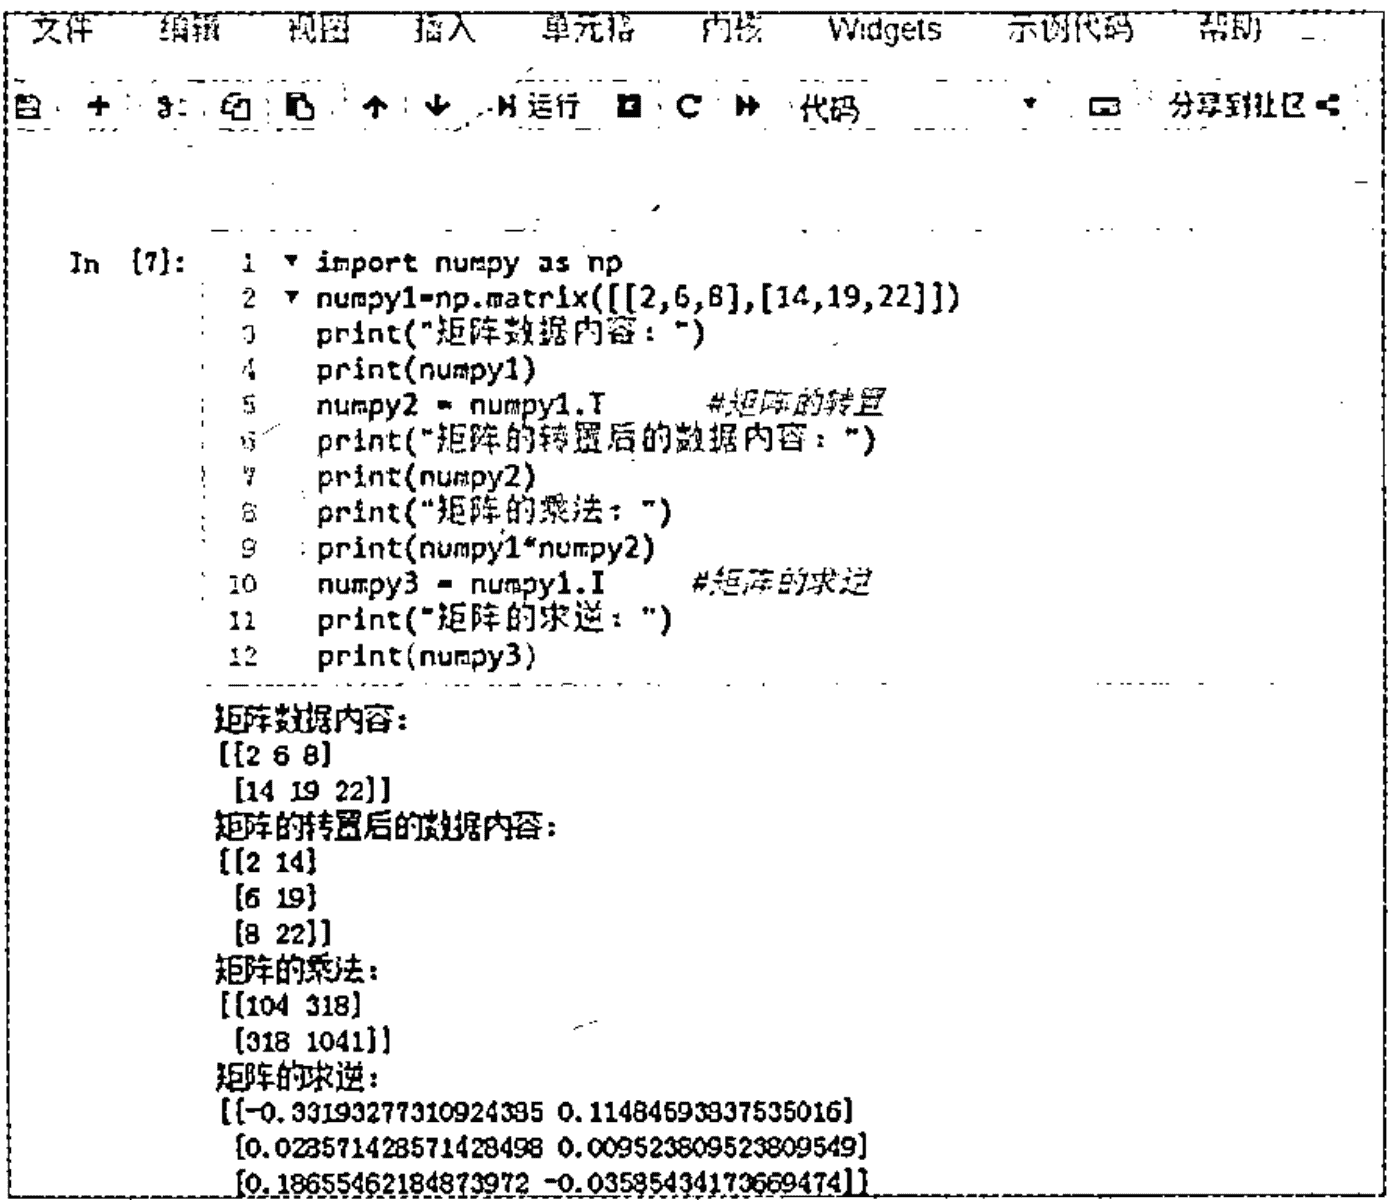 文件 编辑 视图 插入 单元格 内核 Widgets 示例代码 帮助
运行 代码 分享到社区
In [7]:
1 import numpy as np
2 numpy1=np.matrix([[2,6,8],[14,19,22]])
3 print("矩阵数据内容:")
4 print(numpy1)
5 numpy2 = numpy1.T #矩阵的转置
6 print("矩阵的转置后的数据内容:")
7 print(numpy2)
8 print("矩阵的乘法:")
9 print(numpy1*numpy2)
10 numpy3 = numpy1.I #矩阵的求逆
11 print("矩阵的求逆:")
12 print(numpy3)
矩阵数据内容:
[[2 6 8]
[14 19 22]]
矩阵的转置后的数据内容:
[[2 14]
[6 19]
[8 22]]
矩阵的乘法:
[[104 318]
[318 1041]]
矩阵的求逆:
[[-0.33193277310924385 0.11484593837535016]
[0.023571428571428498 0.009523809523809549]
[0.18655462184873972 -0.03585434173669474]]